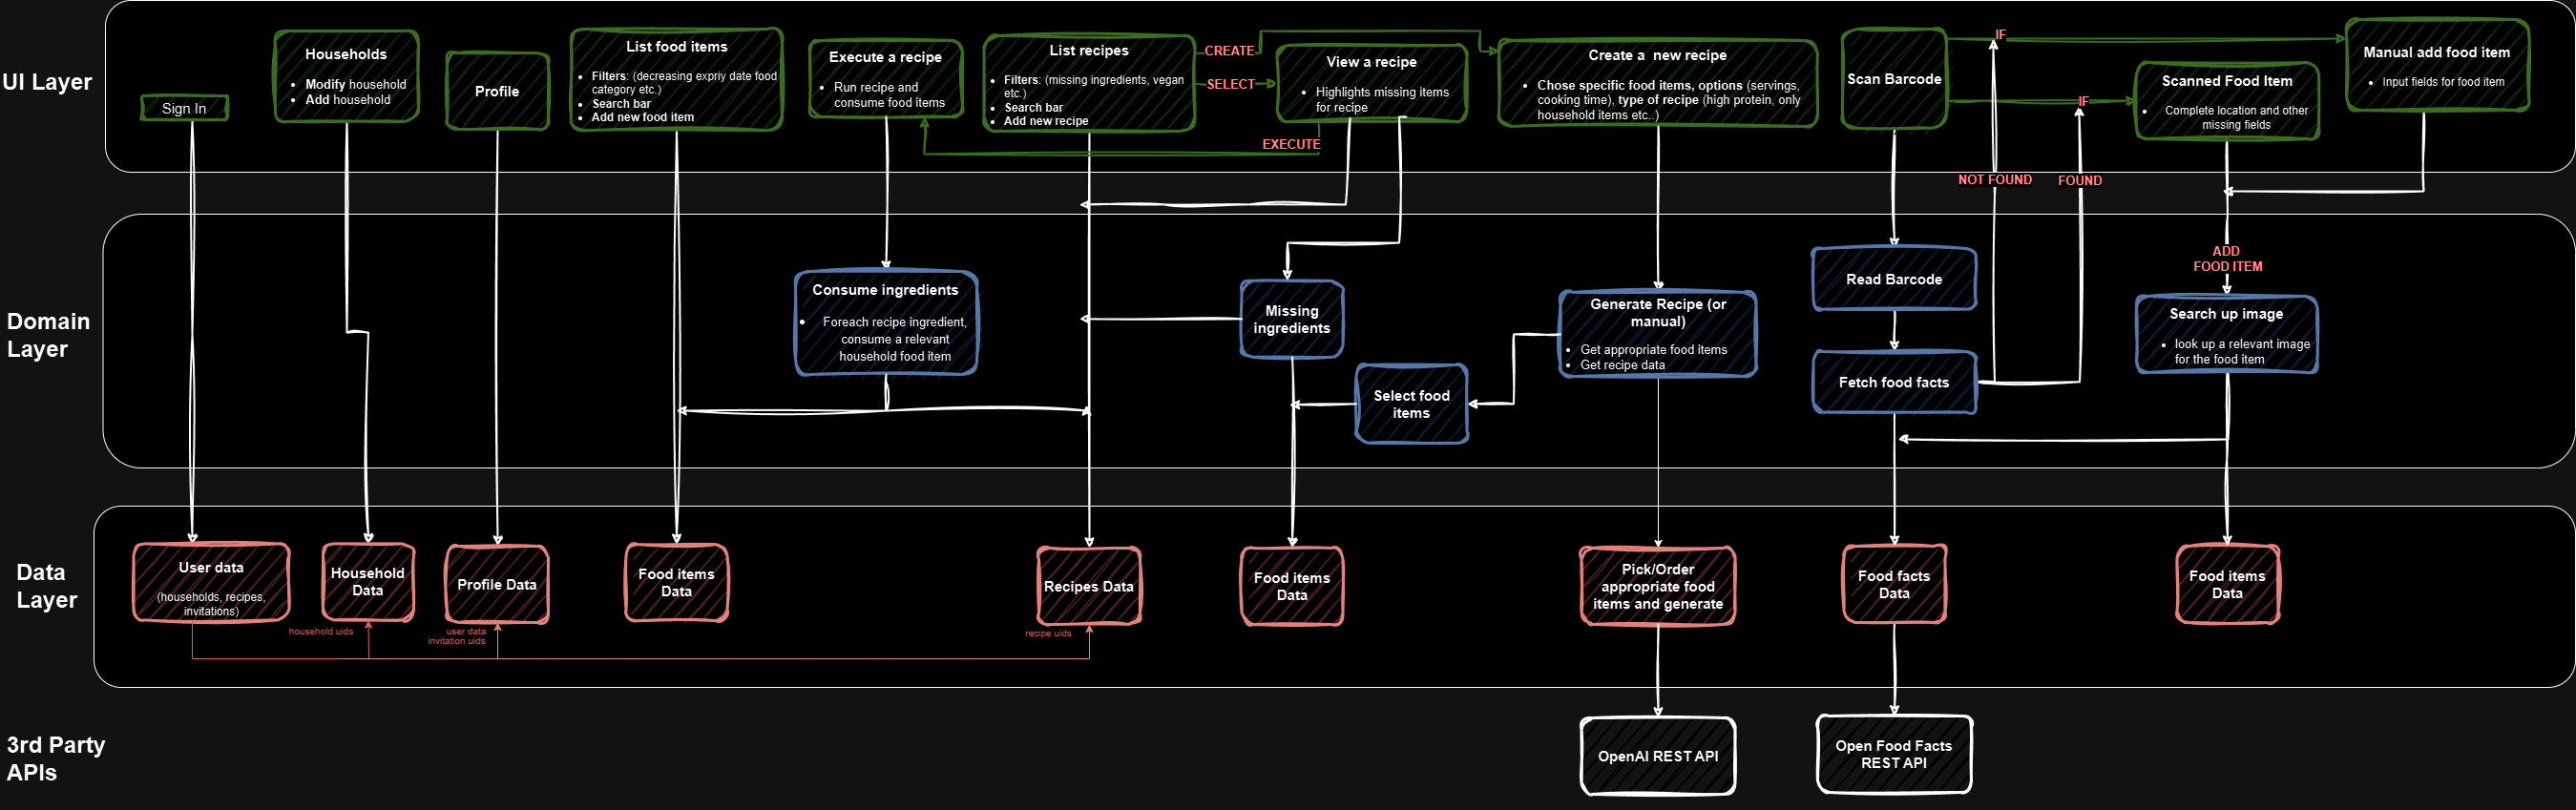 UI Layer
Sign In
Households
• Modify household
• Add household
Profile
List food items
• Filters: (decreasing expriy date food
category etc.)
• Search bar
• Add new food item
Execute a recipe
• Run recipe and
consume food items
List recipes
• Filters: (missing ingredients, vegan
etc.)
• Search bar
• Add new recipe
CREATE
SELECT
EXECUTE
View a recipe
• Highlights missing items
for recipe
Create a new recipe
• Chose specific food items, options (servings,
cooking time), type of recipe (high protein, only
household items etc..)
Scan Barcode
IF
IF
NOT FOUND
FOUND
Scanned Food Item
• Complete location and other
missing fields
Manual add food item
• Input fields for food item
Domain
Layer
Consume ingredients
• Foreach recipe ingredient,
consume a relevant
household food item
Missing
ingredients
Select food
items
Generate Recipe (or
manual)
• Get appropriate food items
• Get recipe data
Read Barcode
Fetch food facts
ADD
FOOD ITEM
Search up image
• look up a relevant image
for the food item
Data
Layer
User data
(households, recipes,
invitations)
household uids
Household
Data
user data
invitation uids
Profile Data
Food items
Data
recipe uids
Recipes Data
Food items
Data
Pick/Order
appropriate food
items and generate
Food facts
Data
Food items
Data
3rd Party
APIs
OpenAI REST API
Open Food Facts
REST API